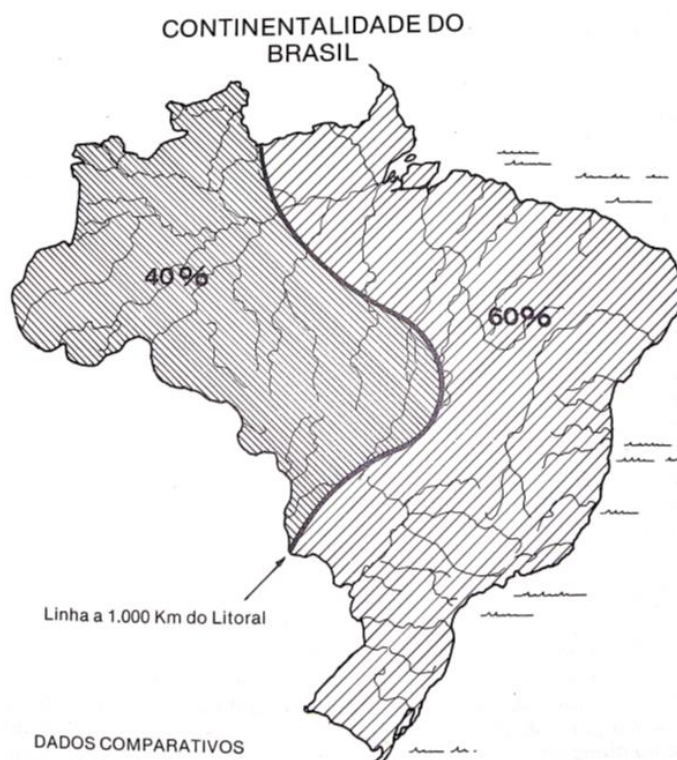 CONTINENTALIDADE DO
BRASIL
40%
60%
Linha a 1.000 Km do Litoral
DADOS COMPARATIVOS